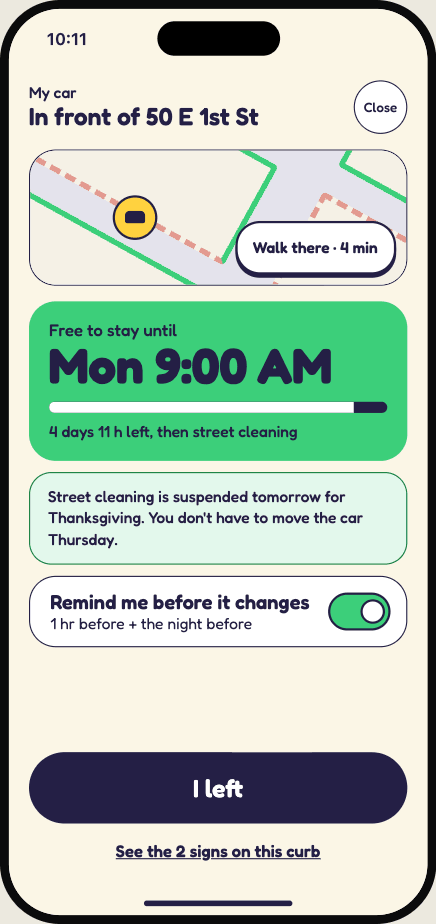 10:11
My car
In front of 50 E 1st St
Close
Walk there · 4 min
Free to stay until
Mon 9:00 AM
4 days 11 h left, then street cleaning
Street cleaning is suspended tomorrow for
Thanksgiving. You don't have to move the car
Thursday.
Remind me before it changes
1 hr before + the night before
I left
See the 2 signs on this curb